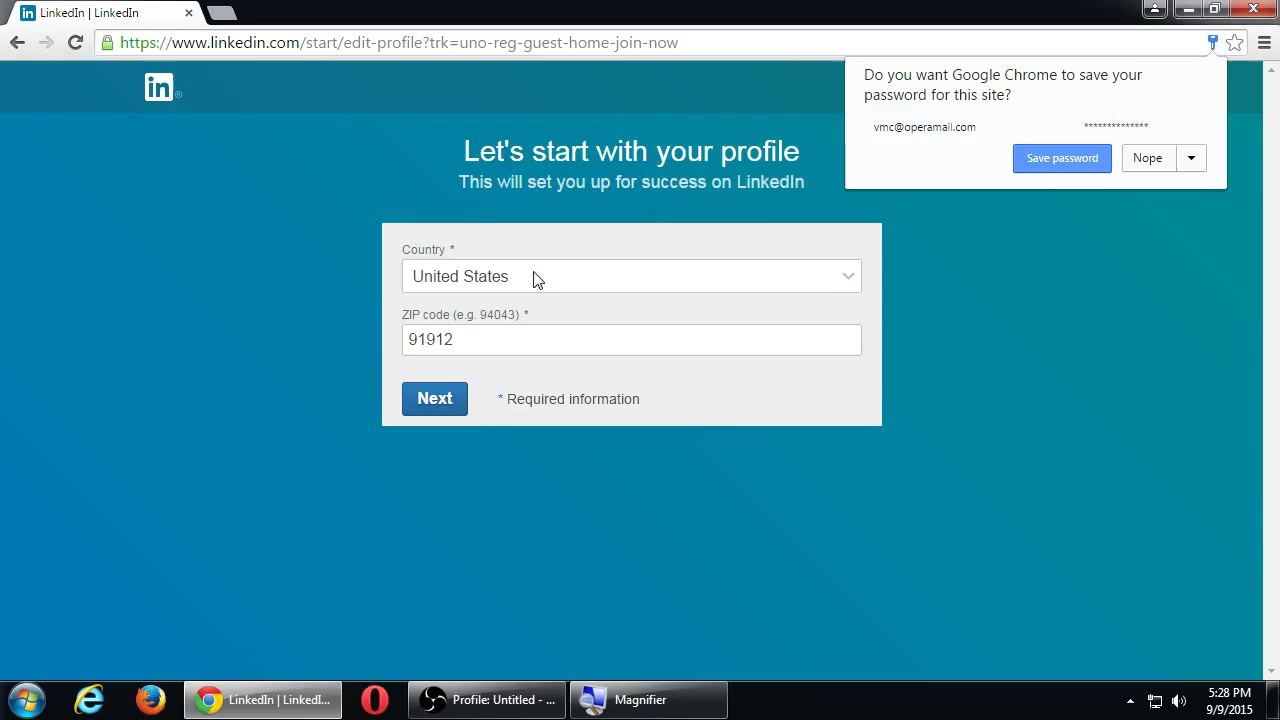 LinkedIn | LinkedIn
https://www.linkedin.com/start/edit-profile?trk=uno-reg-guest_home-join-now
Do you want Google Chrome to save your
password for this site?
vmc@operamail.com **************
Save password Nope
in
Let's start with your profile
This will set you up for success on LinkedIn
Country *
United States
ZIP code (e.g. 94043) *
91912
Next * Required information
LinkedIn | LinkedI... Profile: Untitled - ... Magnifier
5:28 PM
9/9/2015